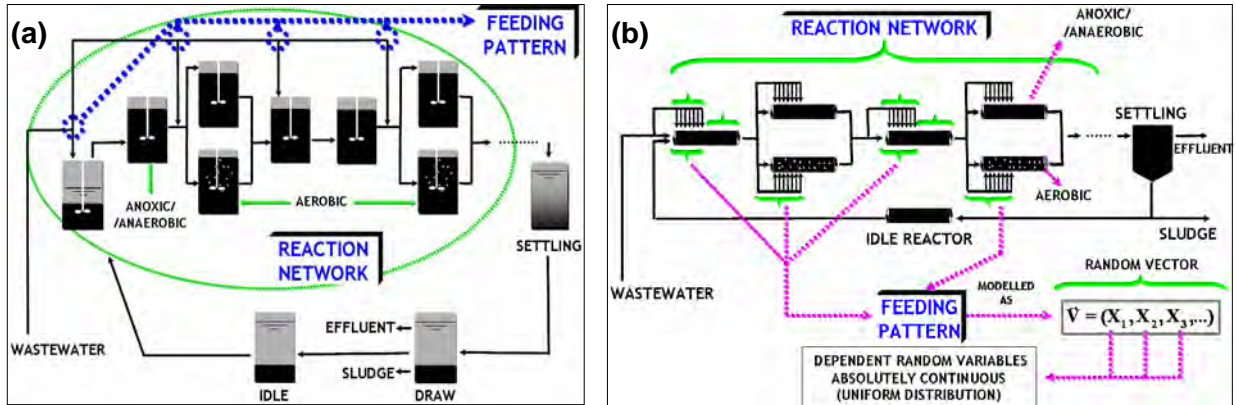 (a)
FEEDING
PATTERN
ANOXIC/
/ANAEROBIC
AEROBIC
SETTLING
REACTION
NETWORK
WASTEWATER
EFFLUENT
SLUDGE
IDLE
DRAW
(b)
REACTION NETWORK
ANOXIC/
/ANAEROBIC
SETTLING
EFFLUENT
AEROBIC
IDLE REACTOR
SLUDGE
WASTEWATER
RANDOM VECTOR
FEEDING
PATTERN
MODELLED
AS
V̇ = (X₁, X₂, X₃,...)
DEPENDENT RANDOM VARIABLES
ABSOLUTELY CONTINUOUS
(UNIFORM DISTRIBUTION)